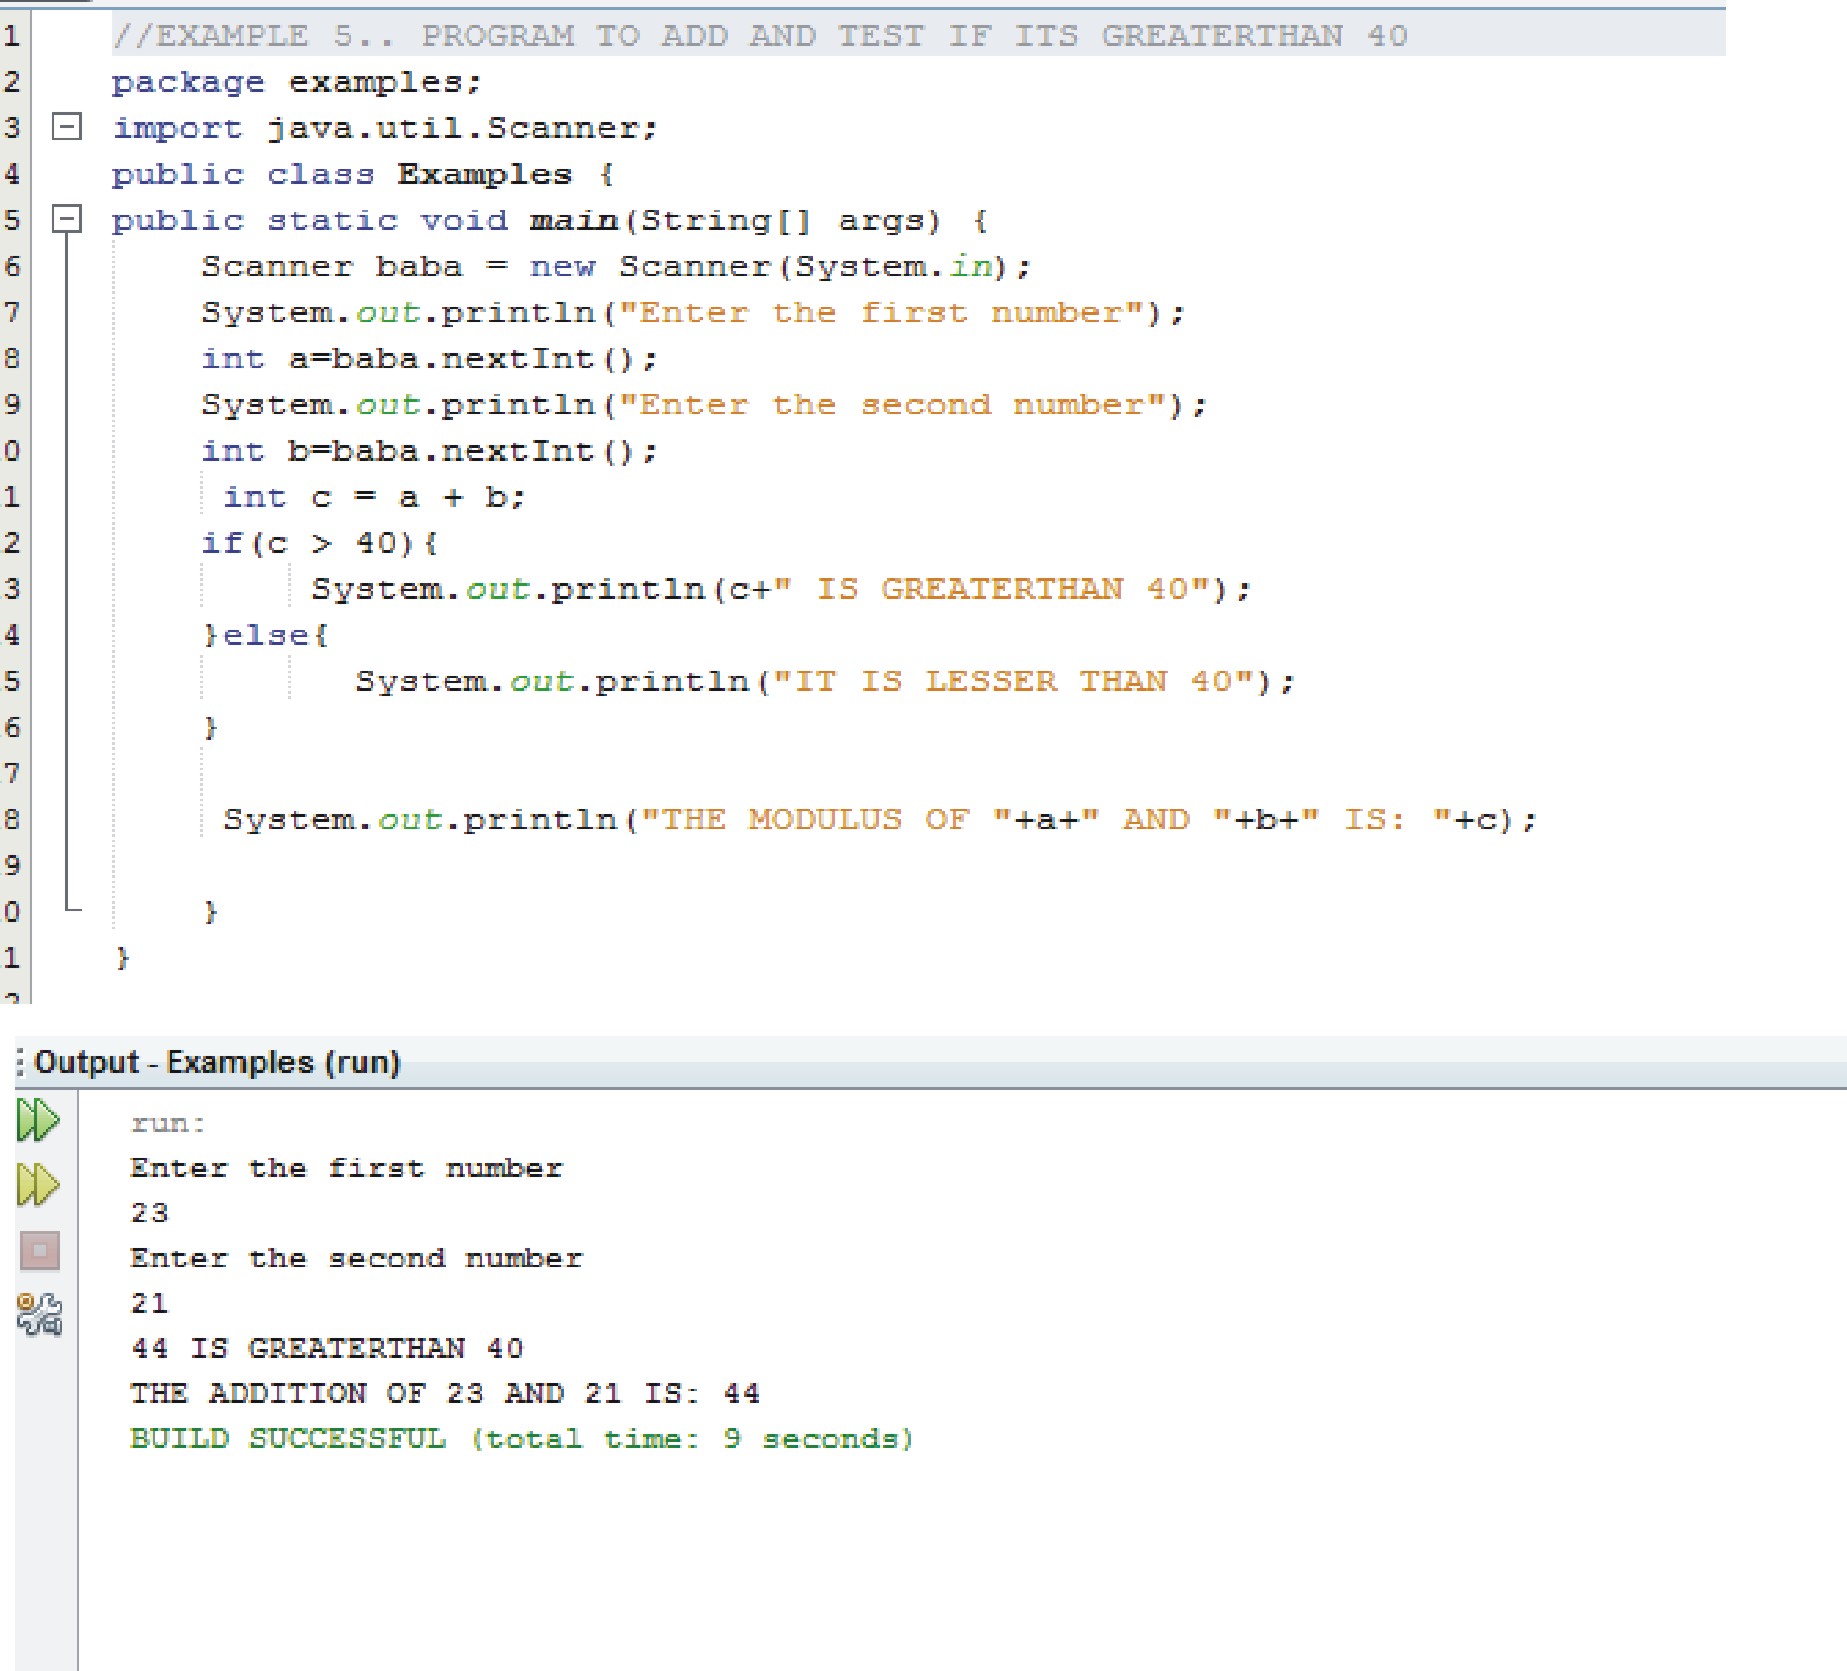 1 //EXAMPLE 5.. PROGRAM TO ADD AND TEST IF ITS GREATERTHAN 40
2 package examples;
3 import java.util.Scanner;
4 public class Examples {
5 public static void main(String[] args) {
6 Scanner baba = new Scanner(System.in);
7 System.out.println("Enter the first number");
8 int a=baba.nextInt();
9 System.out.println("Enter the second number");
0 int b=baba.nextInt();
1 int c = a + b;
2 if(c > 40){
3 System.out.println(c+" IS GREATERTHAN 40");
4 }else{
5 System.out.println("IT IS LESSER THAN 40");
6 }
7
8 System.out.println("THE MODULUS OF "+a+" AND "+b+" IS: "+c);
9
0 }
1 }
2
Output - Examples (run)
run:
Enter the first number
23
Enter the second number
21
44 IS GREATERTHAN 40
THE ADDITION OF 23 AND 21 IS: 44
BUILD SUCCESSFUL (total time: 9 seconds)